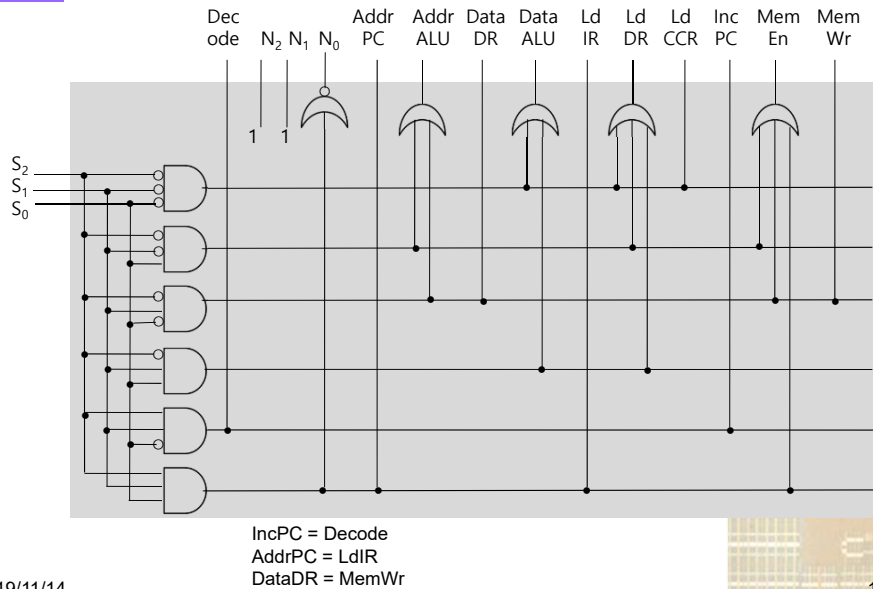 Dec Addr Addr Data Data Ld Ld Ld Inc Mem Mem
ode N₂ N₁ N₀ PC ALU DR ALU IR DR CCR PC En Wr
1 1
S₂
S₁
S₀
IncPC = Decode
AddrPC = LdIR
DataDR = MemWr